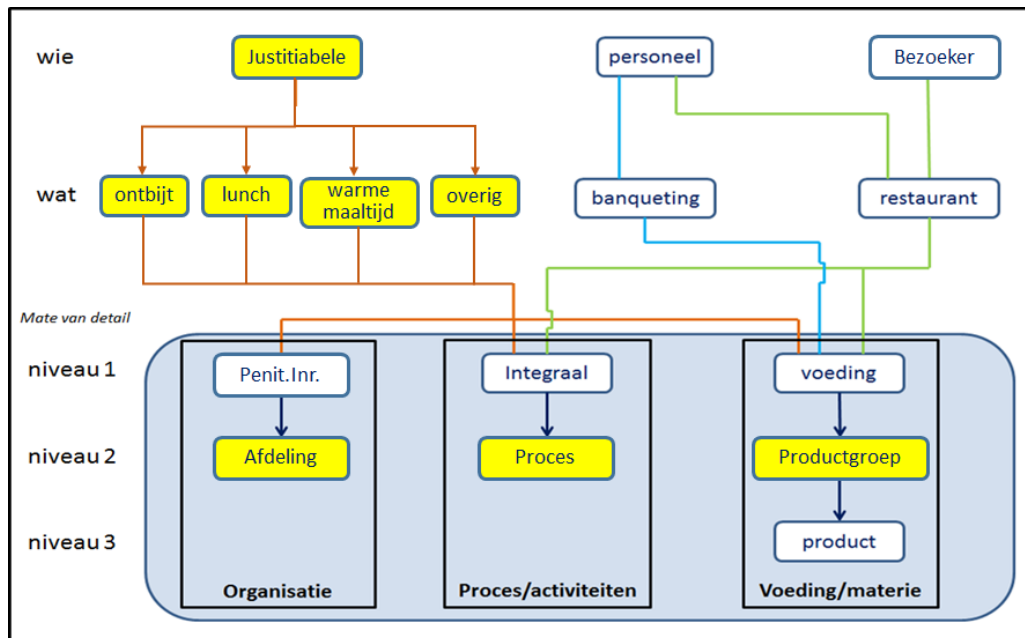 wie
Justitiabele
personeel
Bezoeker
wat
ontbijt
lunch
warme
maaltijd
overig
banqueting
restaurant
Mate van detail
niveau 1
Penit.Inr.
Integraal
voeding
niveau 2
Afdeling
Proces
Productgroep
niveau 3
product
Organisatie
Proces/activiteiten
Voeding/materie